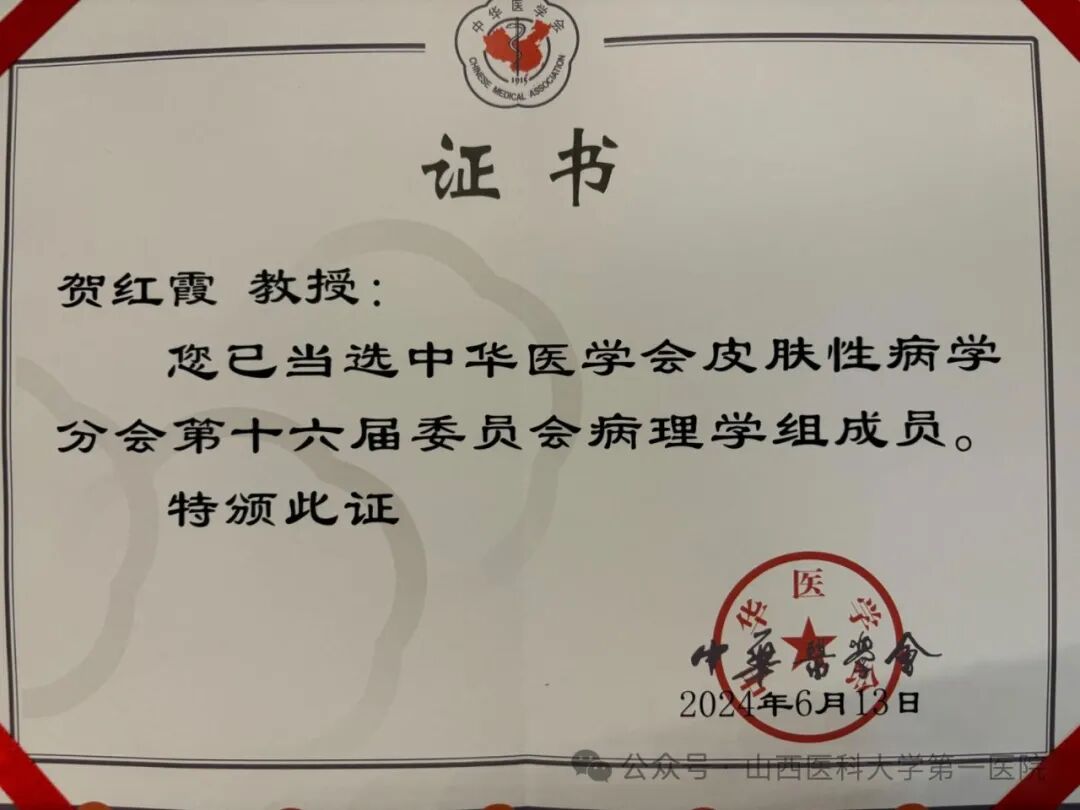 中华医学会
1915
CHINESE MEDICAL ASSOCIATION
证书
贺红霞 教授：
您已当选中华医学会皮肤性病学
分会第十六届委员会病理学组成员。
特颁此证
中华医学会
中華醫學會
2024年6月13日
公众号·山西医科大学第一医院